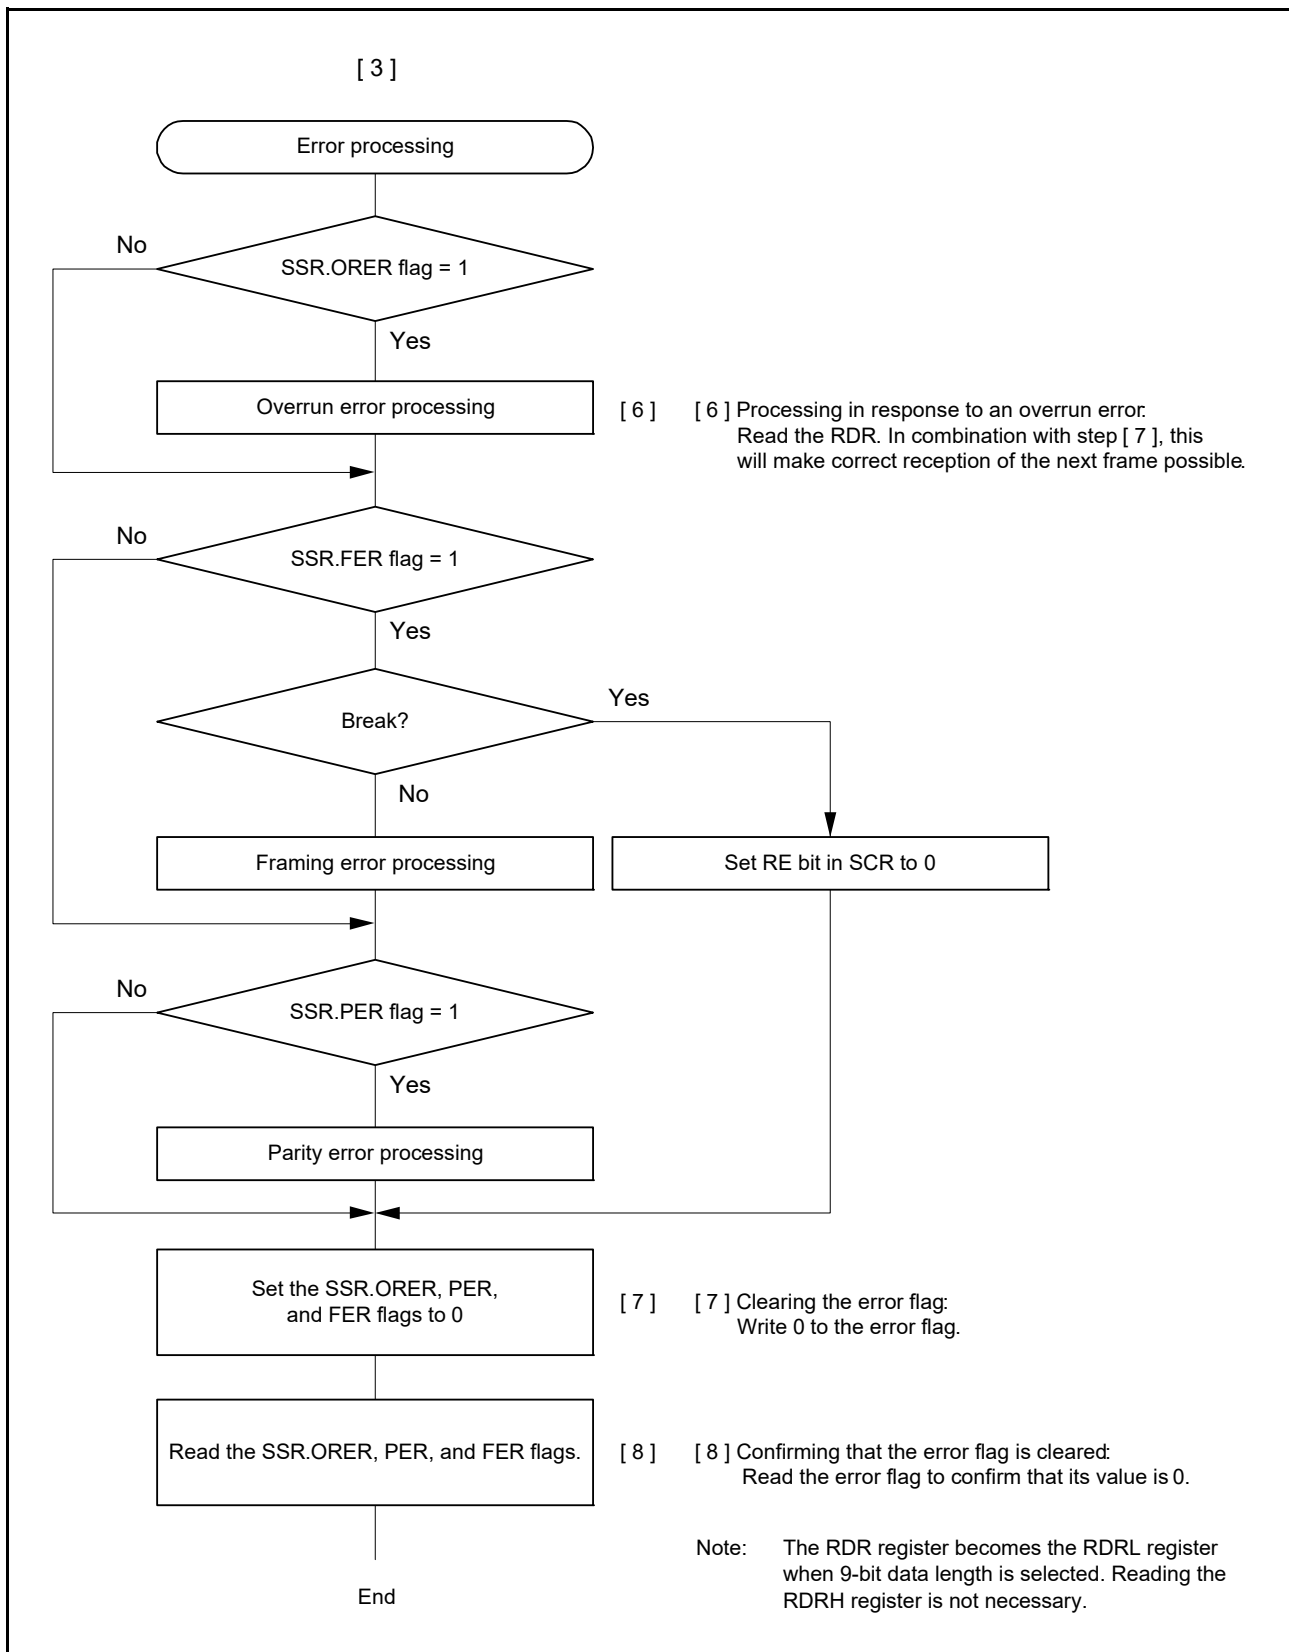 [ 3 ]
Error processing
No
SSR.ORER flag = 1
Yes
Overrun error processing
[ 6 ]
[ 6 ] Processing in response to an overrun error:
Read the RDR. In combination with step [ 7 ], this
will make correct reception of the next frame possible.
No
SSR.FER flag = 1
Yes
Break?
Yes
No
Framing error processing
Set RE bit in SCR to 0
No
SSR.PER flag = 1
Yes
Parity error processing
Set the SSR.ORER, PER,
and FER flags to 0
[ 7 ]
[ 7 ] Clearing the error flag:
Write 0 to the error flag.
Read the SSR.ORER, PER, and FER flags.
[ 8 ]
[ 8 ] Confirming that the error flag is cleared:
Read the error flag to confirm that its value is 0.
Note: The RDR register becomes the RDRL register
when 9-bit data length is selected. Reading the
RDRH register is not necessary.
End